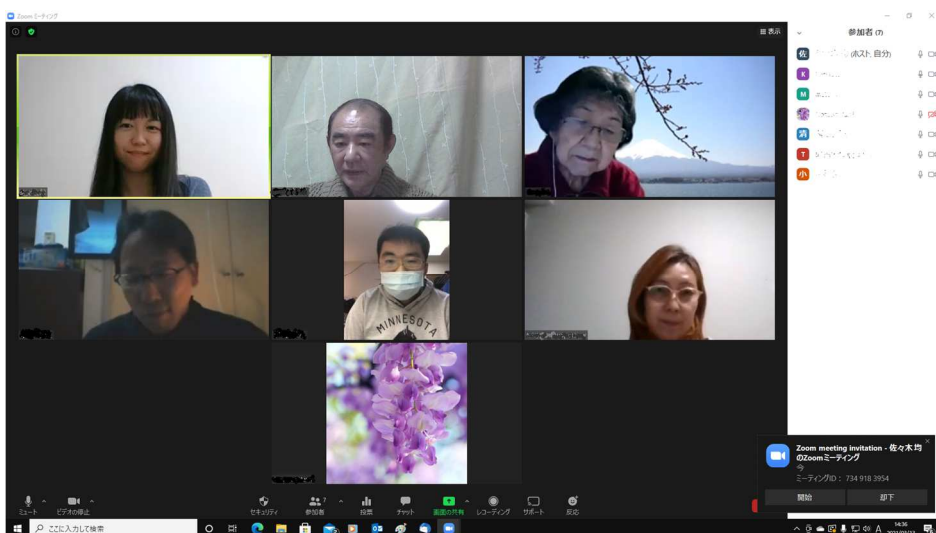 Zoom ミーティング
表示
参加者 (7)
佐
(ホスト, 自分)
K
M
清
T
小
MINNESOTA
Zoom meeting invitation - 佐々木 均
のZoomミーティング
今
ミーティングID： 734 918 3954
開始
却下
ミュート
ビデオの停止
セキュリティ
参加者
7
投票
チャット
画面の共有
レコーディング
サポート
反応
ここに入力して検索
A
14:36